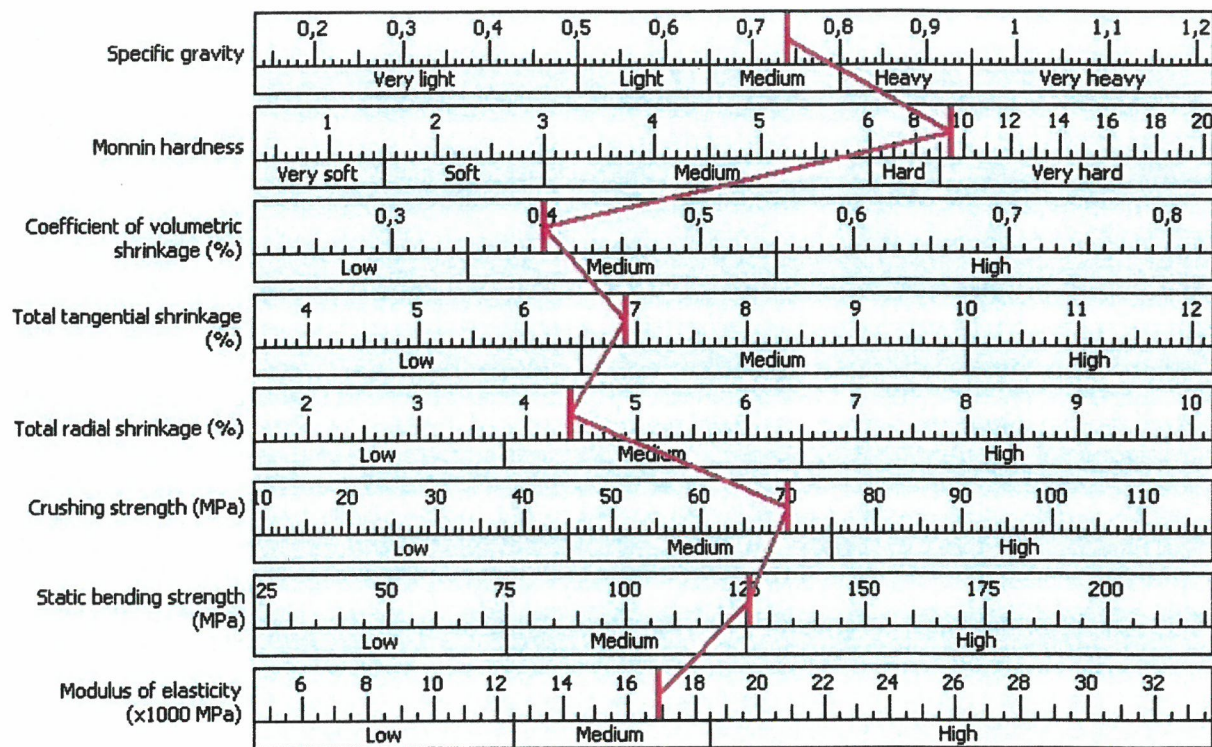 0,2 0,3 0,4 0,5 0,6 0,7 0,8 0,9 1 1,1 1,2
Specific gravity
Very light Light Medium Heavy Very heavy
1 2 3 4 5 6 8 10 12 14 16 18 20
Monnin hardness
Very soft Soft Medium Hard Very hard
0,3 0,4 0,5 0,6 0,7 0,8
Coefficient of volumetric
shrinkage (%)
Low Medium High
4 5 6 7 8 9 10 11 12
Total tangential shrinkage
(%)
Low Medium High
2 3 4 5 6 7 8 9 10
Total radial shrinkage (%)
Low Medium High
10 20 30 40 50 60 70 80 90 100 110
Crushing strength (MPa)
Low Medium High
25 50 75 100 125 150 175 200
Static bending strength
(MPa)
Low Medium High
6 8 10 12 14 16 18 20 22 24 26 28 30 32
Modulus of elasticity
(x1000 MPa)
Low Medium High